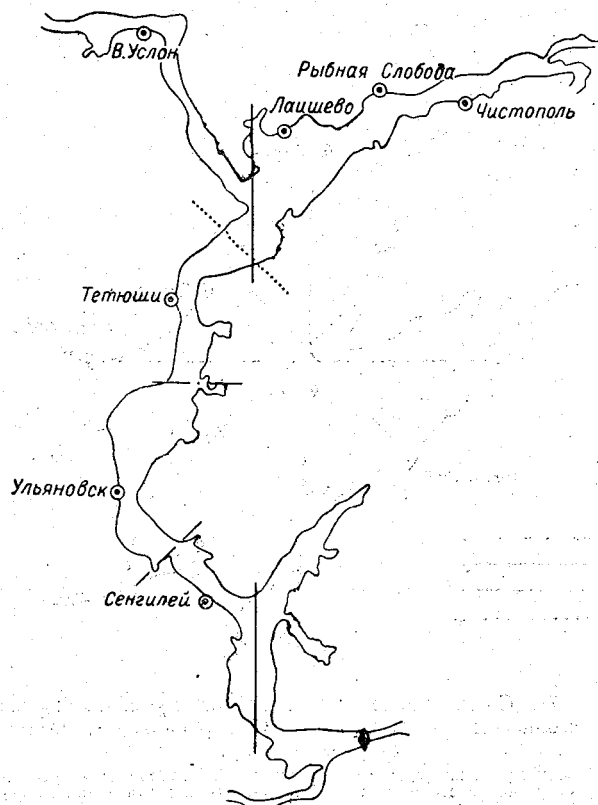 В.Услон
Рыбная Слобода
Лаишево
Чистополь
Тетюши
Ульяновск
Сенгилей